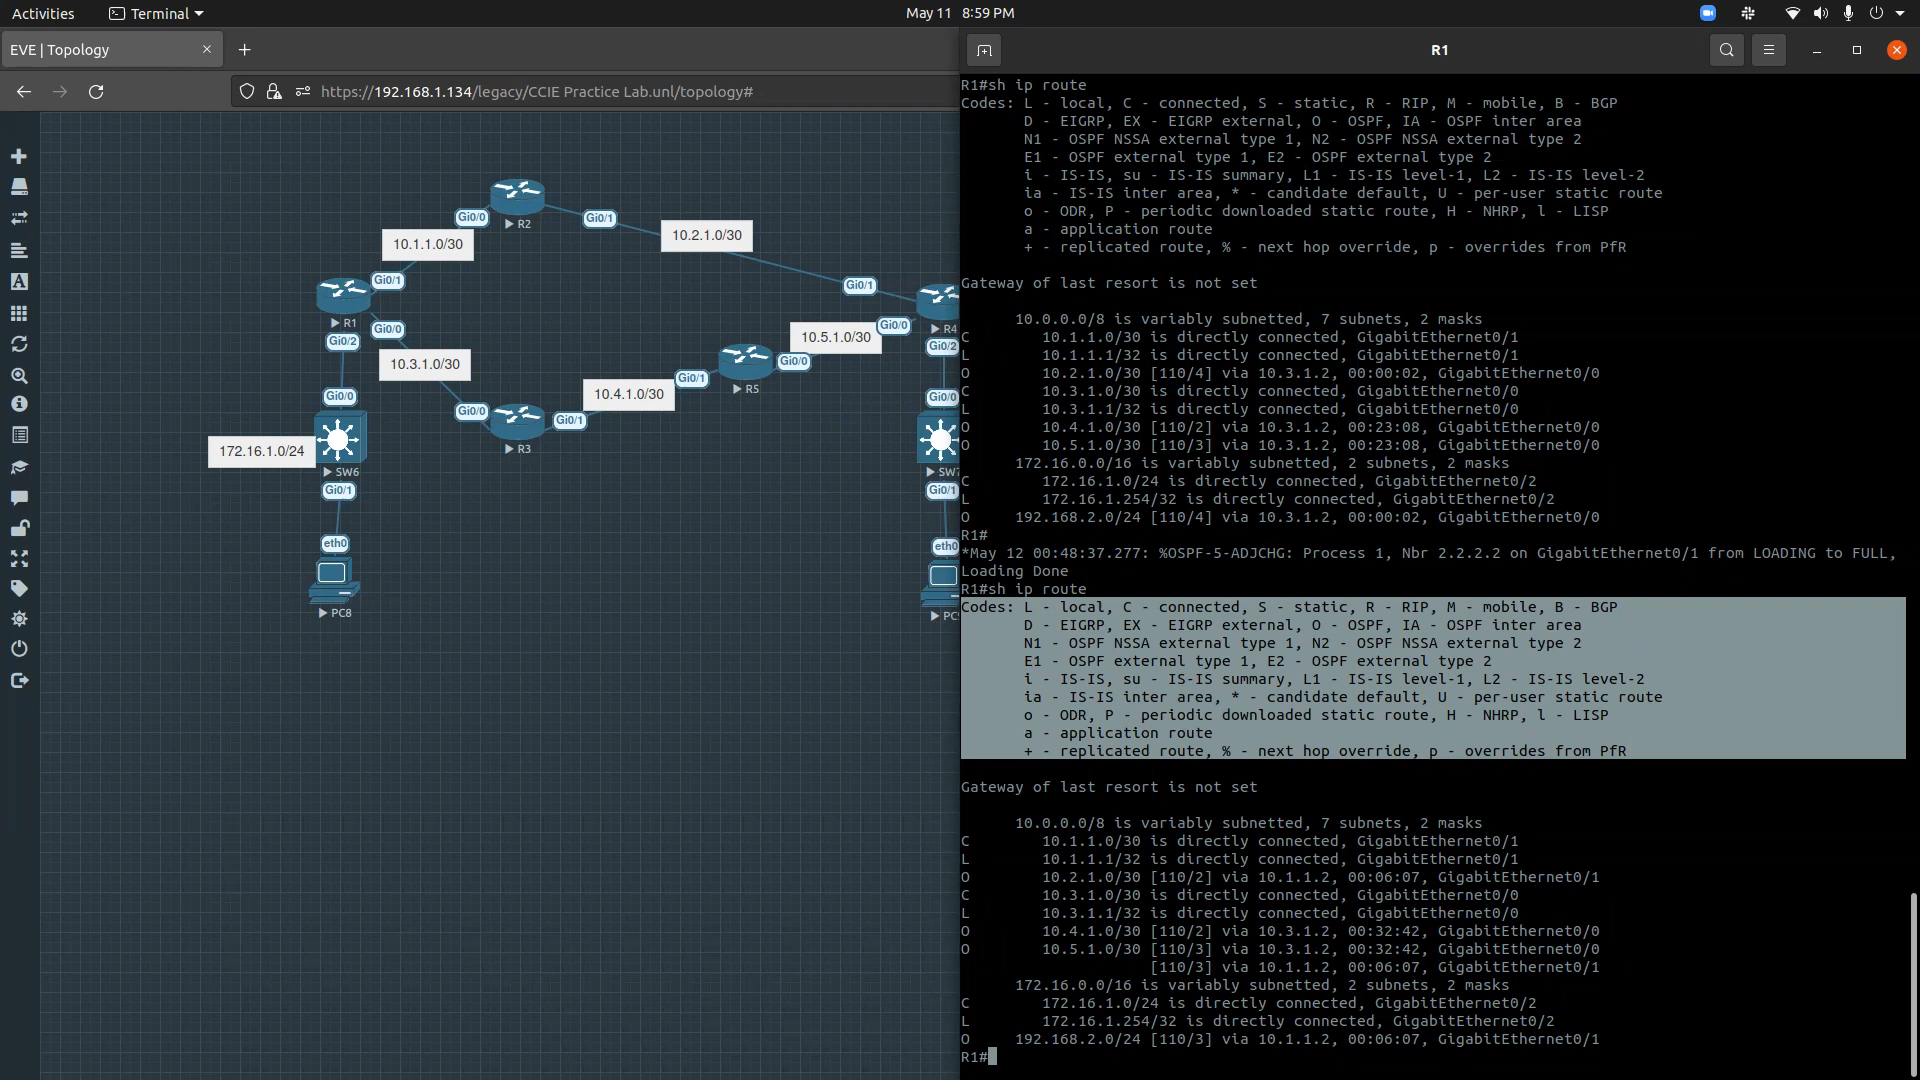 Activities
Terminal
May 11 8:59 PM
EVE | Topology
https://192.168.1.134/legacy/CCIE Practice Lab.unl/topology#
R2
Gi0/0
Gi0/1
10.1.1.0/30
10.2.1.0/30
Gi0/1
Gi0/1
R1
Gi0/0
Gi0/2
R4
Gi0/0
Gi0/2
10.3.1.0/30
10.5.1.0/30
R5
Gi0/0
Gi0/1
10.4.1.0/30
Gi0/0
Gi0/1
R3
Gi0/0
Gi0/0
172.16.1.0/24
SW6
SW7
Gi0/1
Gi0/1
eth0
eth0
PC8
PC
R1
R1#sh ip route
Codes: L - local, C - connected, S - static, R - RIP, M - mobile, B - BGP
D - EIGRP, EX - EIGRP external, O - OSPF, IA - OSPF inter area
N1 - OSPF NSSA external type 1, N2 - OSPF NSSA external type 2
E1 - OSPF external type 1, E2 - OSPF external type 2
i - IS-IS, su - IS-IS summary, L1 - IS-IS level-1, L2 - IS-IS level-2
ia - IS-IS inter area, * - candidate default, U - per-user static route
o - ODR, P - periodic downloaded static route, H - NHRP, l - LISP
a - application route
+ - replicated route, % - next hop override, p - overrides from PfR
Gateway of last resort is not set
10.0.0.0/8 is variably subnetted, 7 subnets, 2 masks
C 10.1.1.0/30 is directly connected, GigabitEthernet0/1
L 10.1.1.1/32 is directly connected, GigabitEthernet0/1
O 10.2.1.0/30 [110/4] via 10.3.1.2, 00:00:02, GigabitEthernet0/0
C 10.3.1.0/30 is directly connected, GigabitEthernet0/0
L 10.3.1.1/32 is directly connected, GigabitEthernet0/0
O 10.4.1.0/30 [110/2] via 10.3.1.2, 00:23:08, GigabitEthernet0/0
O 10.5.1.0/30 [110/3] via 10.3.1.2, 00:23:08, GigabitEthernet0/0
172.16.0.0/16 is variably subnetted, 2 subnets, 2 masks
C 172.16.1.0/24 is directly connected, GigabitEthernet0/2
L 172.16.1.254/32 is directly connected, GigabitEthernet0/2
O 192.168.2.0/24 [110/4] via 10.3.1.2, 00:00:02, GigabitEthernet0/0
R1#
*May 12 00:48:37.277: %OSPF-5-ADJCHG: Process 1, Nbr 2.2.2.2 on GigabitEthernet0/1 from LOADING to FULL,
Loading Done
R1#sh ip route
Codes: L - local, C - connected, S - static, R - RIP, M - mobile, B - BGP
D - EIGRP, EX - EIGRP external, O - OSPF, IA - OSPF inter area
N1 - OSPF NSSA external type 1, N2 - OSPF NSSA external type 2
E1 - OSPF external type 1, E2 - OSPF external type 2
i - IS-IS, su - IS-IS summary, L1 - IS-IS level-1, L2 - IS-IS level-2
ia - IS-IS inter area, * - candidate default, U - per-user static route
o - ODR, P - periodic downloaded static route, H - NHRP, l - LISP
a - application route
+ - replicated route, % - next hop override, p - overrides from PfR
Gateway of last resort is not set
10.0.0.0/8 is variably subnetted, 7 subnets, 2 masks
C 10.1.1.0/30 is directly connected, GigabitEthernet0/1
L 10.1.1.1/32 is directly connected, GigabitEthernet0/1
O 10.2.1.0/30 [110/2] via 10.1.1.2, 00:06:07, GigabitEthernet0/1
C 10.3.1.0/30 is directly connected, GigabitEthernet0/0
L 10.3.1.1/32 is directly connected, GigabitEthernet0/0
O 10.4.1.0/30 [110/2] via 10.3.1.2, 00:32:42, GigabitEthernet0/0
O 10.5.1.0/30 [110/3] via 10.3.1.2, 00:32:42, GigabitEthernet0/0
[110/3] via 10.1.1.2, 00:06:07, GigabitEthernet0/1
172.16.0.0/16 is variably subnetted, 2 subnets, 2 masks
C 172.16.1.0/24 is directly connected, GigabitEthernet0/2
L 172.16.1.254/32 is directly connected, GigabitEthernet0/2
O 192.168.2.0/24 [110/3] via 10.1.1.2, 00:06:07, GigabitEthernet0/1
R1#